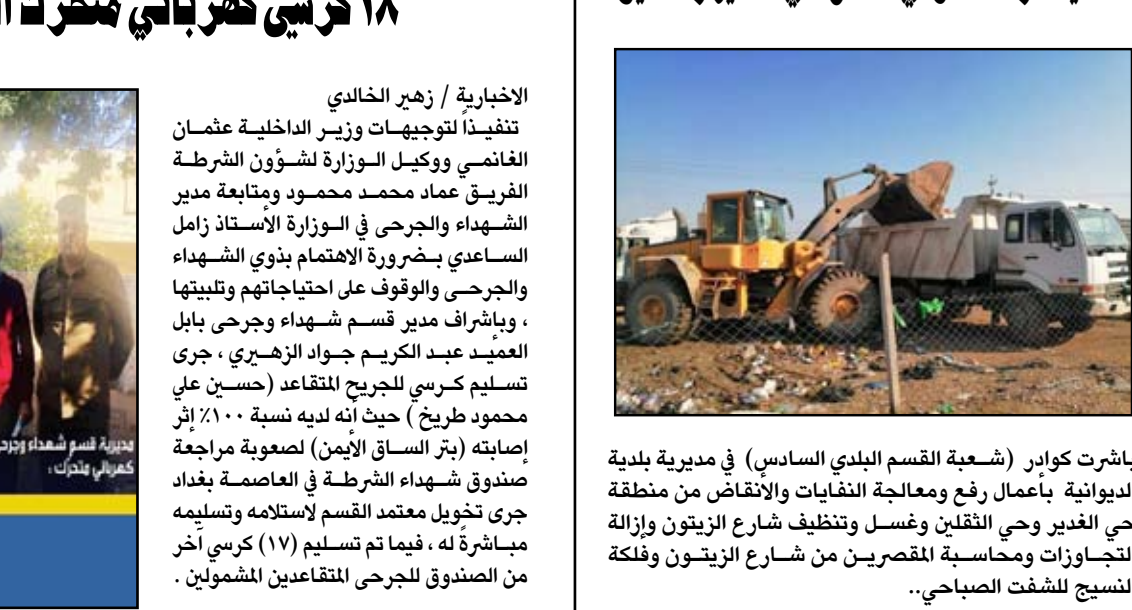 ١٨ كرسي كهربائي متحرك
الاخبارية / زهير الخالدي
تنفيذاً لتوجيهات وزير الداخلية عثمان
الغانمي ووكيل الوزارة لشؤون الشرطة
الفريق عماد محمد محمود ومتابعة مدير
الشهداء والجرحى في الوزارة الأستاذ زامل
الساعدي بضرورة الاهتمام بذوي الشهداء
والجرحى والوقوف على احتياجاتهم وتلبيتها
، وباشراف مدير قسم شهداء وجرحى بابل
العميد عبد الكريم جواد الزهيري ، جرى
تسليم كرسي للجريح المتقاعد (حسين علي
محمود طريخ ) حيث أنه لديه نسبة ١٠٠٪ إثر
إصابته (بتر الساق الأيمن) لصعوبة مراجعة
صندوق شهداء الشرطة في العاصمة بغداد
جرى تخويل معتمد القسم لاستلامه وتسليمه
مباشرةً له ، فيما تم تسليم (١٧) كرسي آخر
من الصندوق للجرحى المتقاعدين المشمولين .
مديرية قسم شهداء وجرحى
كهربائي متحرك ،
باشرت كوادر (شعبة القسم البلدي السادس) في مديرية بلدية
الديوانية بأعمال رفع ومعالجة النفايات والانقاض من منطقة
حي الغدير وحي الثقلين وغسل وتنظيف شارع الزيتون وإزالة
التجاوزات ومحاسبة المقصرين من شارع الزيتون وفلكة
النسيج للشفت الصباحي..